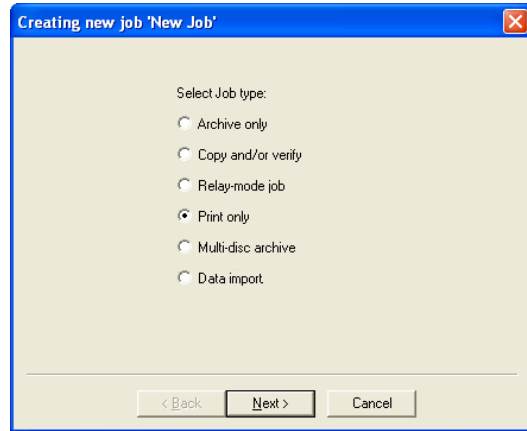 Creating new job 'New Job'
Select Job type:
Archive only
Copy and/or verify
Relay-mode job
Print only
Multi-disc archive
Data import
< Back Next > Cancel